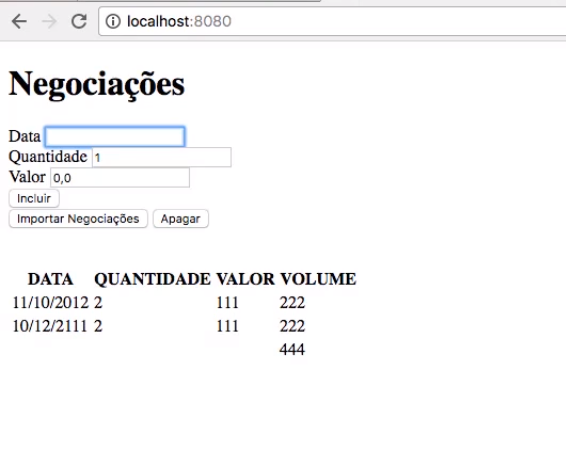 localhost:8080
Negociações
Data
Quantidade 1
Valor 0,0
Incluir
Importar Negociações Apagar
DATA QUANTIDADE VALOR VOLUME
11/10/2012 2 111 222
10/12/2111 2 111 222
444